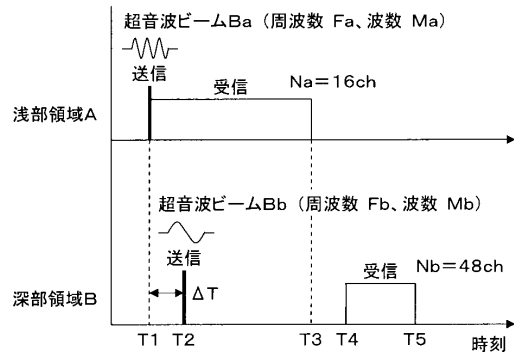 超音波ビームBa（周波数 Fa、波数 Ma）
送信
受信
Na＝16ch
浅部領域A
超音波ビームBb（周波数 Fb、波数 Mb）
送信
受信
Nb＝48ch
ΔT
深部領域B
T1 T2 T3 T4 T5 時刻